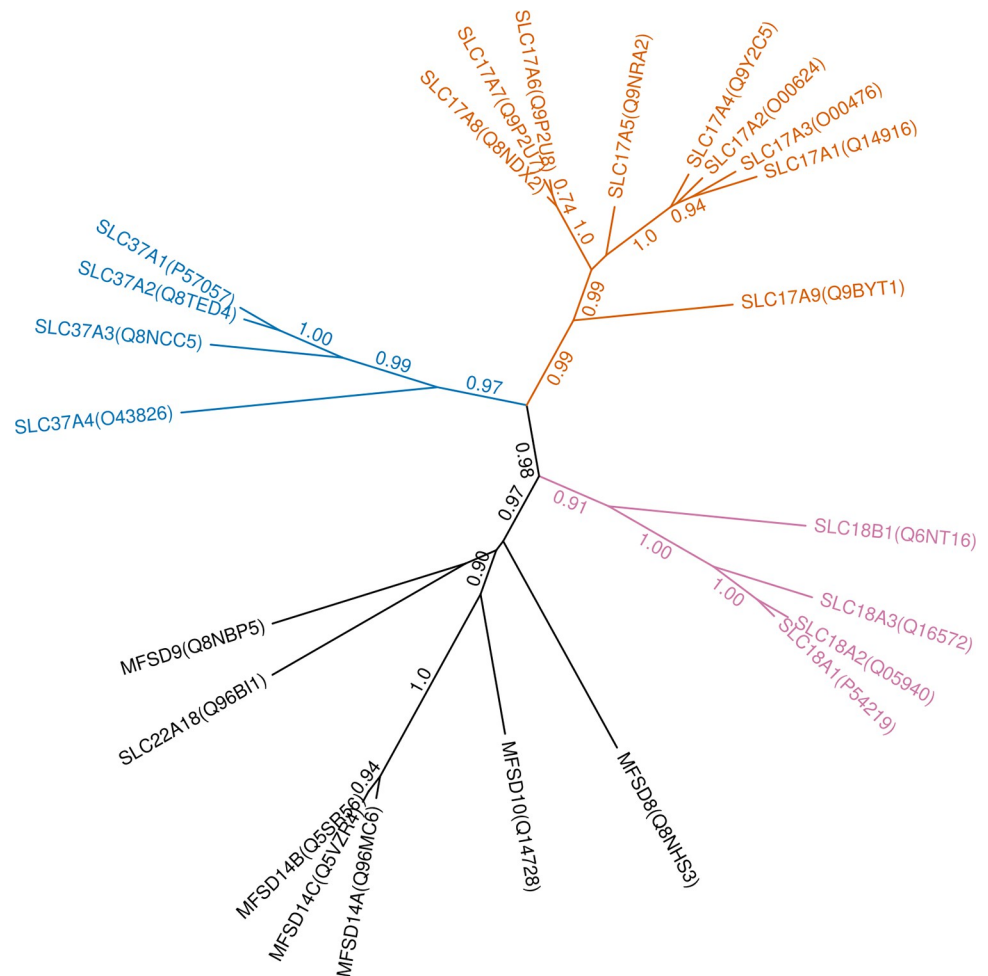 SLC17A6(Q9P2U8)
SLC17A7(Q9P2U7)
SLC17A8(Q8NDX2)
SLC17A5(Q9NRA2)
SLC17A4(Q9Y2C5)
SLC17A2(O00624)
SLC17A3(O00476)
SLC17A1(Q14916)
0.74
1.0
0.94
1.0
0.99
SLC17A9(Q9BYT1)
0.99
SLC37A1(P57057)
SLC37A2(Q8TED4)
SLC37A3(Q8NCC5)
SLC37A4(O43826)
1.00
0.99
0.97
0.98
0.97
0.91
SLC18B1(Q6NT16)
1.00
1.00
SLC18A3(Q16572)
SLC18A2(Q05940)
SLC18A1(P54219)
0.90
MFSD9(Q8NBP5)
SLC22A18(Q96BI1)
1.0
0.94
MFSD14B(Q5SR56)
MFSD14C(Q5VZR4)
MFSD14A(Q96MC6)
MFSD10(Q14728)
MFSD8(Q8NHS3)